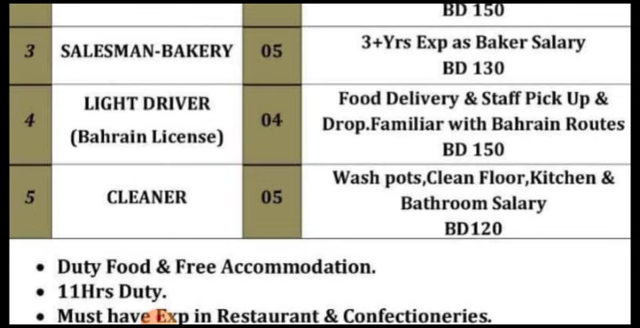 BD 150
3 SALESMAN-BAKERY 05 3+Yrs Exp as Baker Salary
BD 130
4 LIGHT DRIVER 04 Food Delivery & Staff Pick Up &
(Bahrain License) Drop.Familiar with Bahrain Routes
BD 150
5 CLEANER 05 Wash pots,Clean Floor,Kitchen &
Bathroom Salary
BD120
• Duty Food & Free Accommodation.
• 11Hrs Duty.
• Must have Exp in Restaurant & Confectioneries.